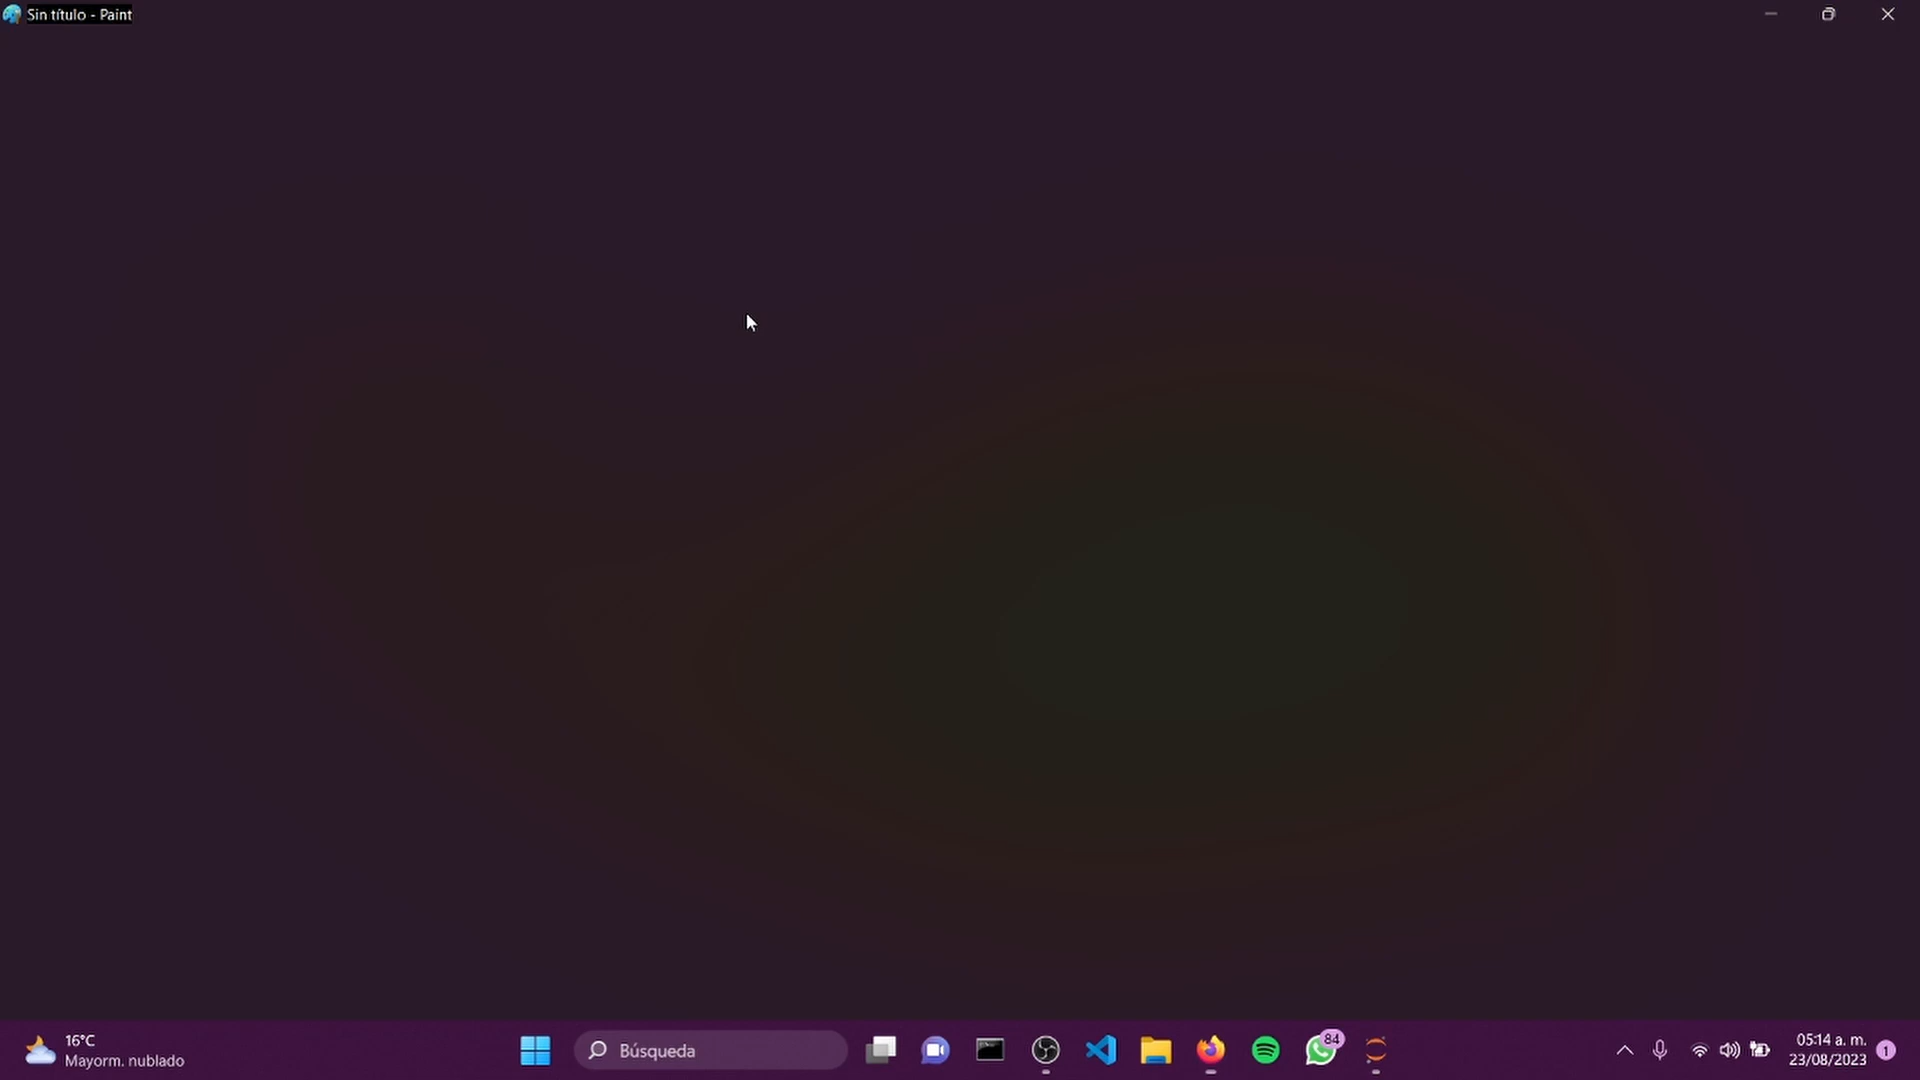 Sin título - Paint
16°C
Mayorm. nublado
Búsqueda
84
05:14 a. m.
23/08/2023
1